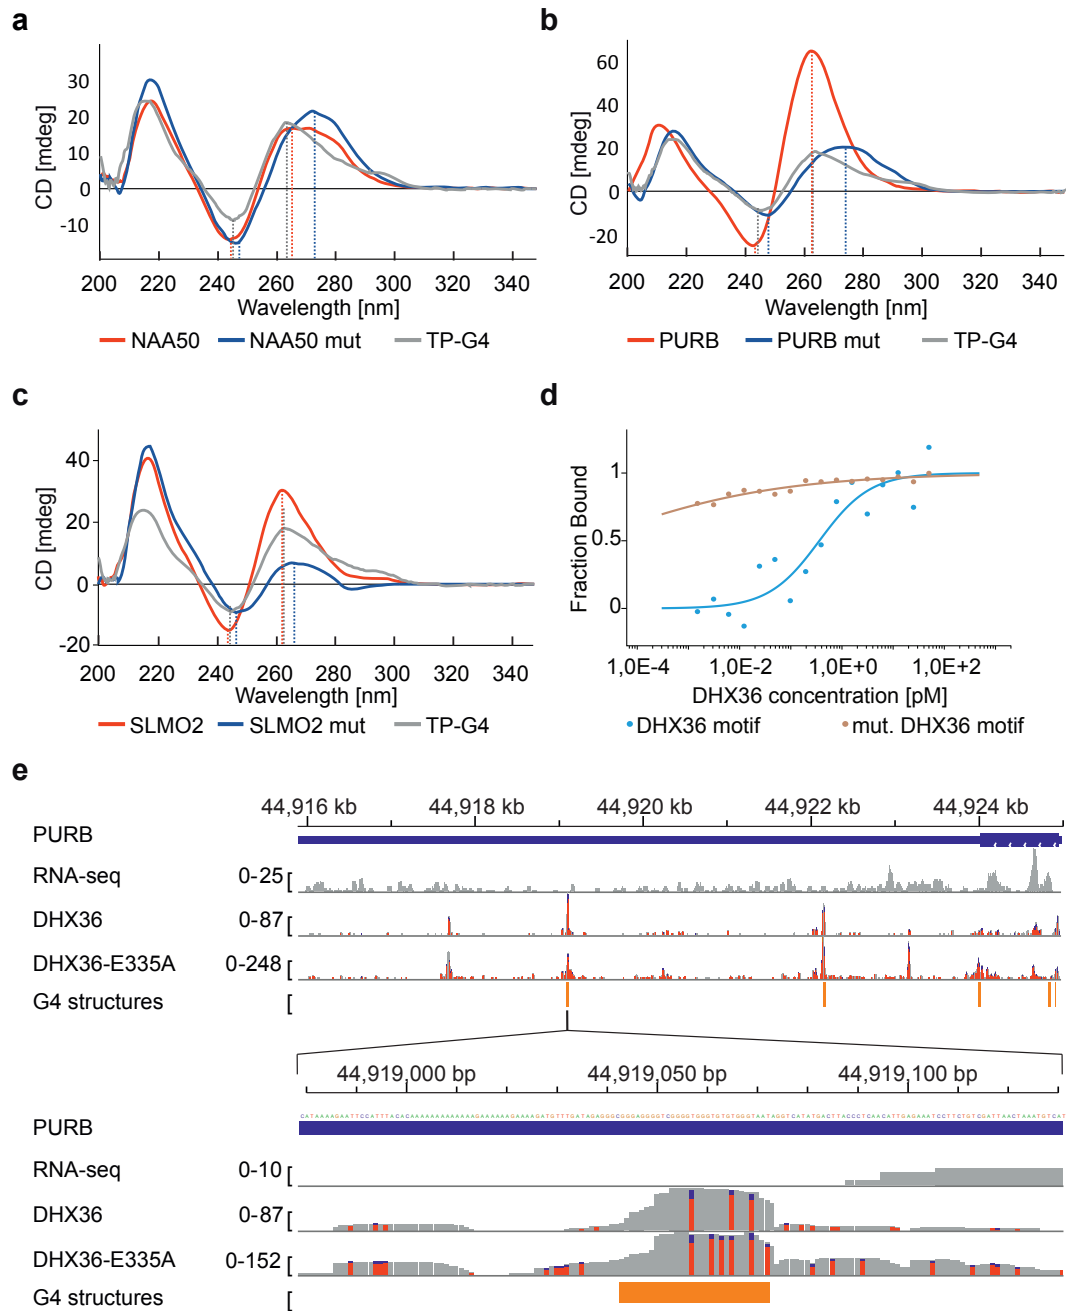 a
CD [mdeg]
30
20
10
0
-10
200 220 240 260 280 300 320 340
Wavelength [nm]
NAA50 NAA50 mut TP-G4
b
CD [mdeg]
60
40
20
0
-20
200 220 240 260 280 300 320 340
Wavelength [nm]
PURB PURB mut TP-G4
c
CD [mdeg]
40
20
0
-20
200 220 240 260 280 300 320 340
Wavelength [nm]
SLMO2 SLMO2 mut TP-G4
d
Fraction Bound
1
0.5
0
1,0E-4 1,0E-2 1,0E+0 1,0E+2
DHX36 concentration [pM]
DHX36 motif mut. DHX36 motif
e
44,916 kb 44,918 kb 44,920 kb 44,922 kb 44,924 kb
PURB
RNA-seq 0-25 [
DHX36 0-87 [
DHX36-E335A 0-248 [
G4 structures [
44,919,000 bp 44,919,050 bp 44,919,100 bp
PURB
RNA-seq 0-10 [
DHX36 0-87 [
DHX36-E335A 0-152 [
G4 structures [